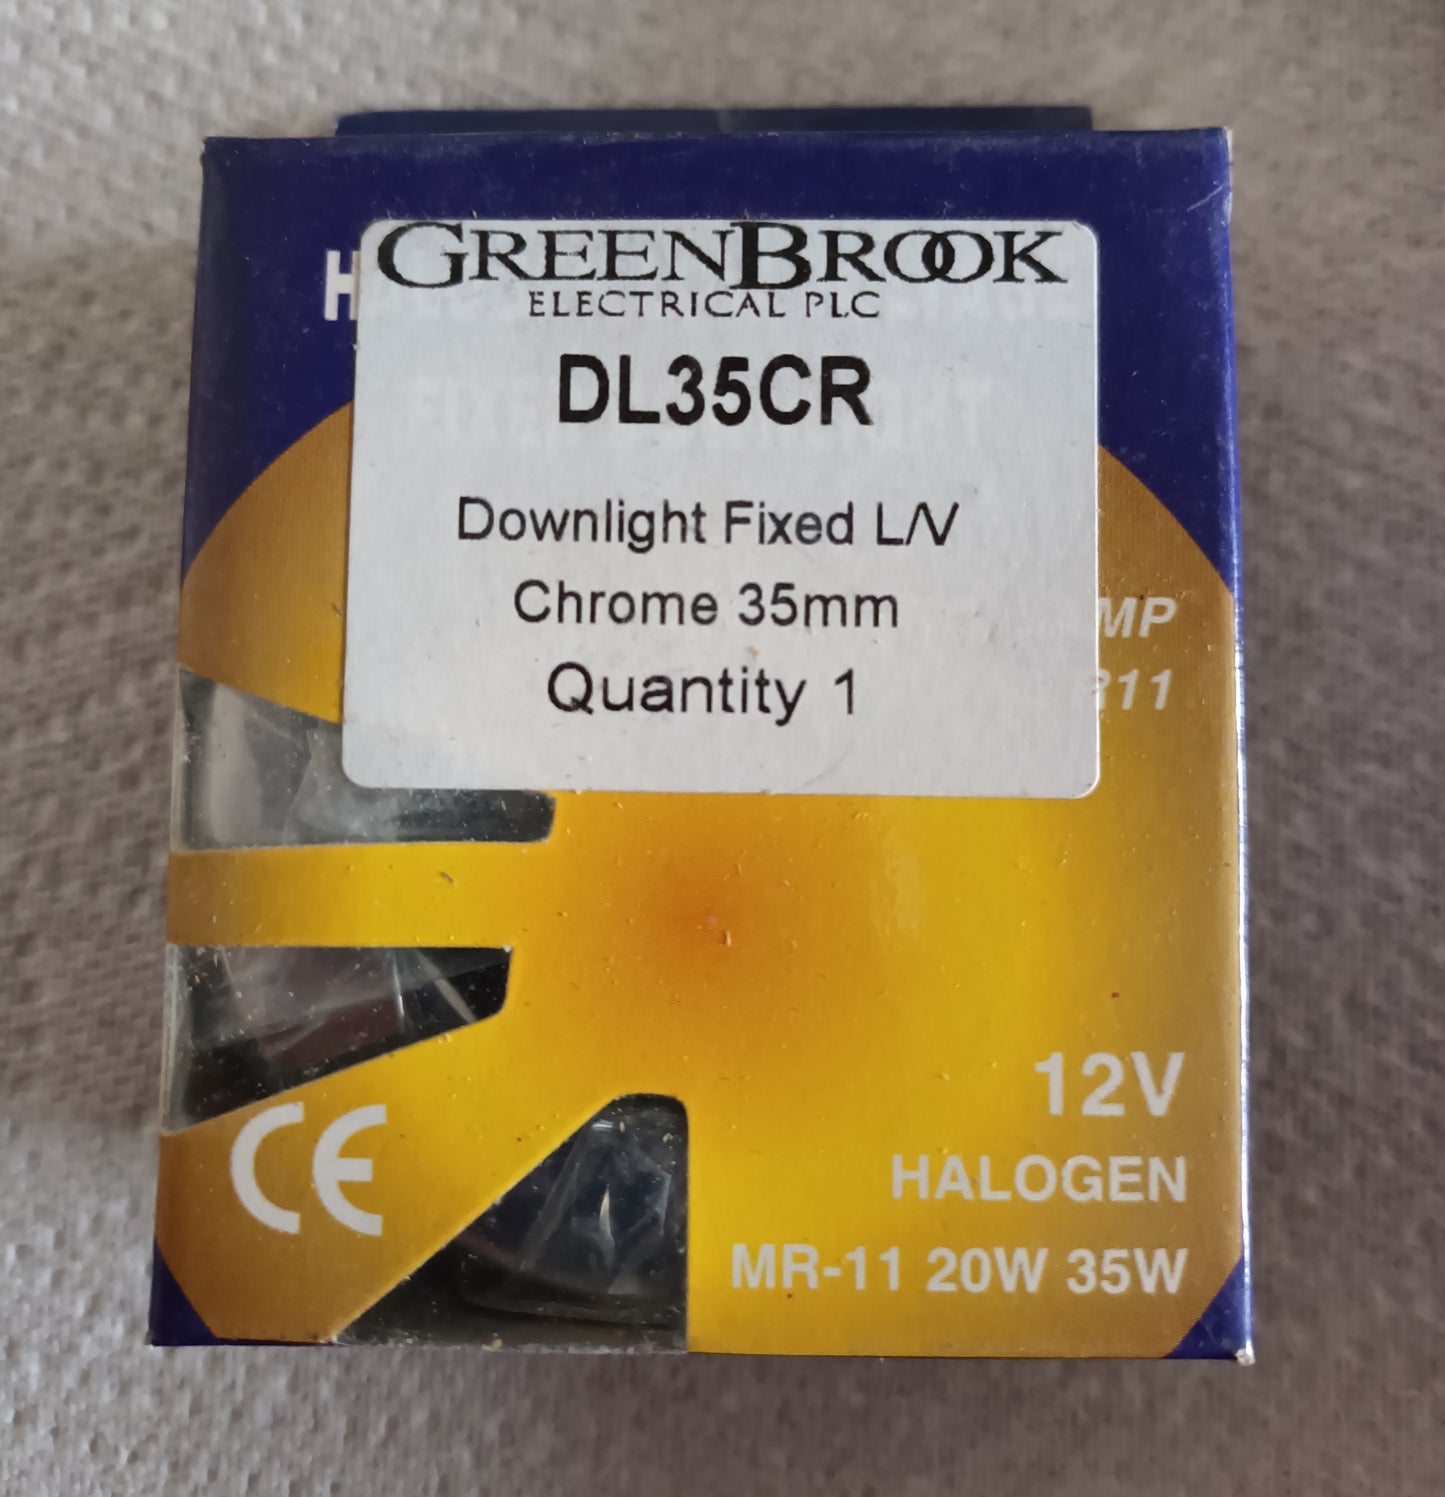 GREENBROOK
ELECTRICAL PLC
DL35CR
Downlight Fixed L/V
Chrome 35mm
Quantity 1
CE
12V
HALOGEN
MR-11 20W 35W